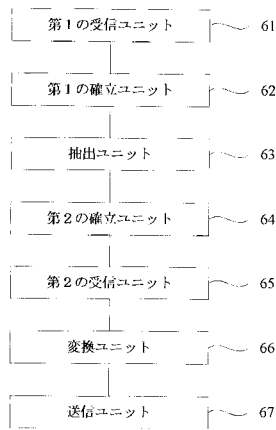 第1の受信ユニット 61
第1の確立ユニット 62
抽出ユニット 63
第2の確立ユニット 64
第2の受信ユニット 65
変換ユニット 66
送信ユニット 67